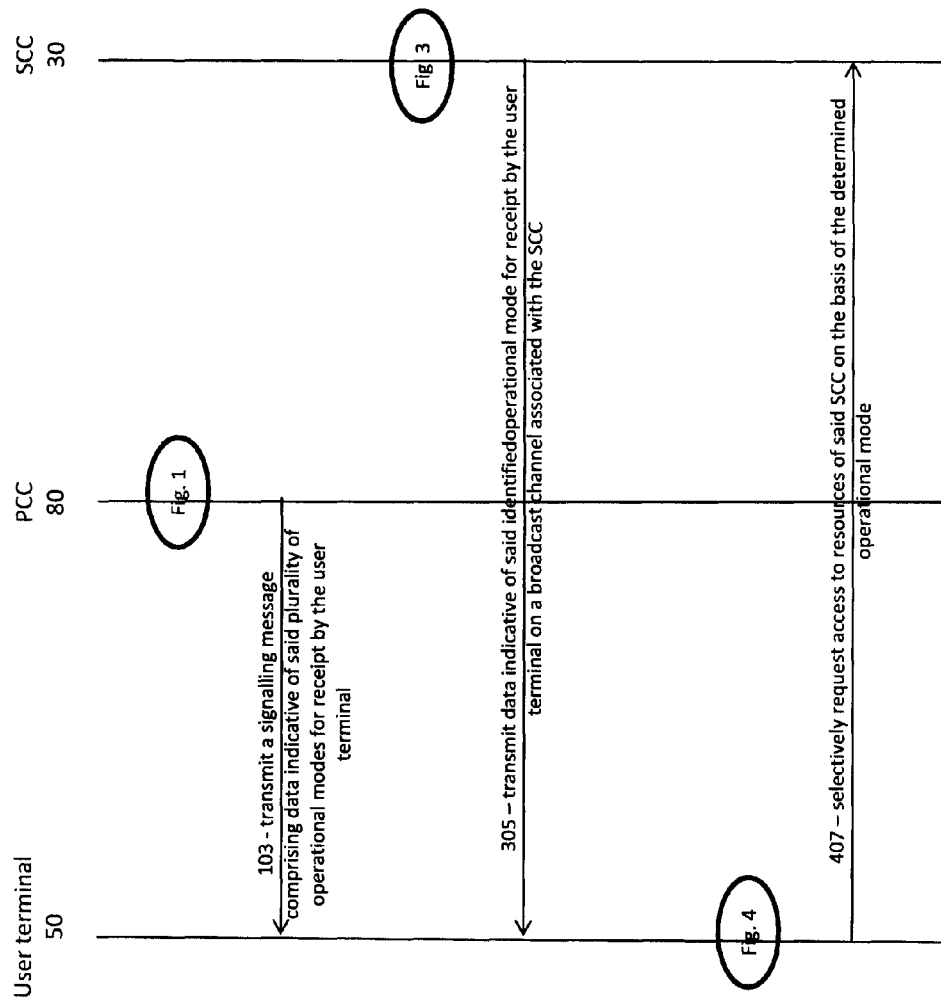 User terminal
50
PCC
80
SCC
30
Fig. 1
103 - transmit a signalling message
comprising data indicative of said plurality of
operational modes for receipt by the user
terminal
Fig 3
305 – transmit data indicative of said identifiedoperational mode for receipt by the user
terminal on a broadcast channel associated with the SCC
Fig. 4
407 – selectively request access to resources of said SCC on the basis of the determined
operational mode